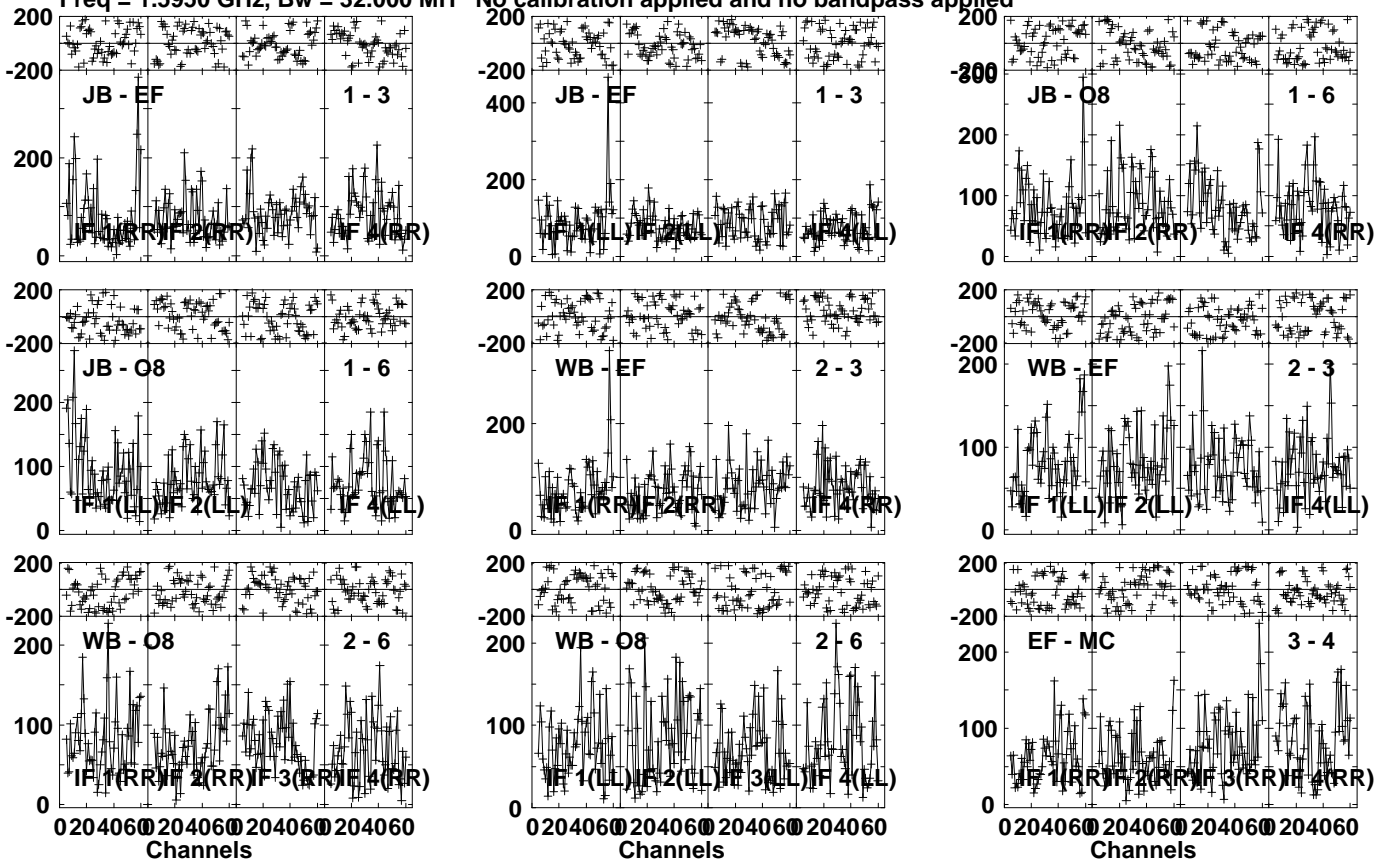 Freq = 1.5950 GHz, Bw = 32.000 MH No calibration applied and no bandpass applied
200
-200
JB - EF 1 - 3
200
0
IF 1(RR) IF 2(RR) IF 4(RR)
200
-200
JB - EF 1 - 3
400
200
0
IF 1(LL) IF 2(LL) IF 4(LL)
200
-200
300
JB - O8 1 - 6
200
100
0
IF 1(RR) IF 2(RR) IF 4(RR)
200
-200
JB - O8 1 - 6
200
100
0
IF 1(LL) IF 2(LL) IF 4(LL)
200
-200
WB - EF 2 - 3
200
0
IF 1(RR) IF 2(RR) IF 4(RR)
200
-200
200
WB - EF 2 - 3
100
0
IF 1(LL) IF 2(LL) IF 4(LL)
200
-200
WB - O8 2 - 6
200
100
0
IF 1(RR) IF 2(RR) IF 3(RR) IF 4(RR)
0 20 40 60 0 20 40 60 0 20 40 60 0 20 40 60
Channels
200
-200
WB - O8 2 - 6
200
100
0
IF 1(LL) IF 2(LL) IF 3(LL) IF 4(LL)
0 20 40 60 0 20 40 60 0 20 40 60 0 20 40 60
Channels
200
-200
EF - MC 3 - 4
200
100
0
IF 1(RR) IF 2(RR) IF 3(RR) IF 4(RR)
0 20 40 60 0 20 40 60 0 20 40 60 0 20 40 60
Channels